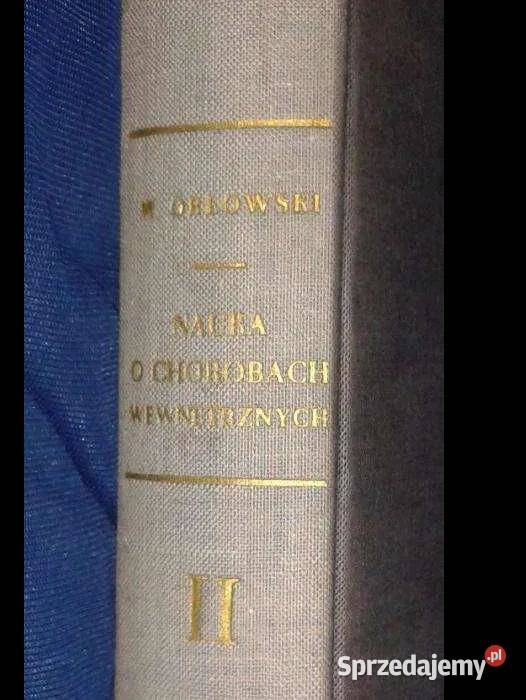 W. ORŁOWSKI
NAUKA
O CHOROBACH
WEWNĘTRZNYCH
II
Sprzedajemy.pl